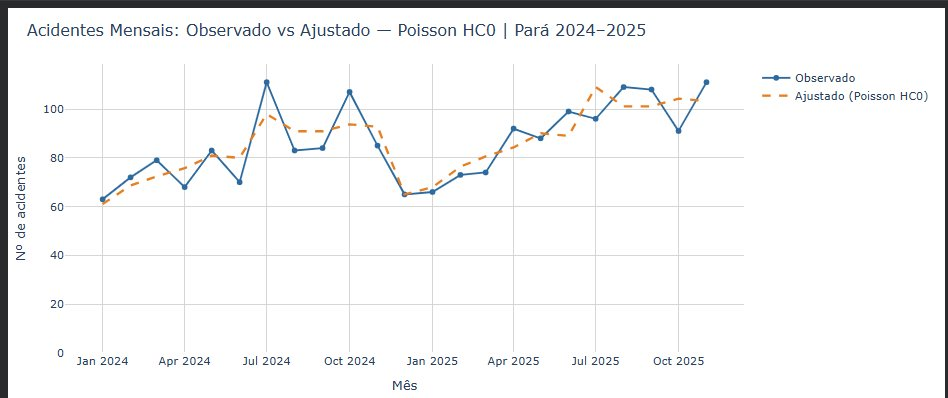 Acidentes Mensais: Observado vs Ajustado — Poisson HC0 | Pará 2024–2025
Observado
Ajustado (Poisson HC0)
Nº de acidentes
100
80
60
40
20
0
Jan 2024 Apr 2024 Jul 2024 Oct 2024 Jan 2025 Apr 2025 Jul 2025 Oct 2025
Mês